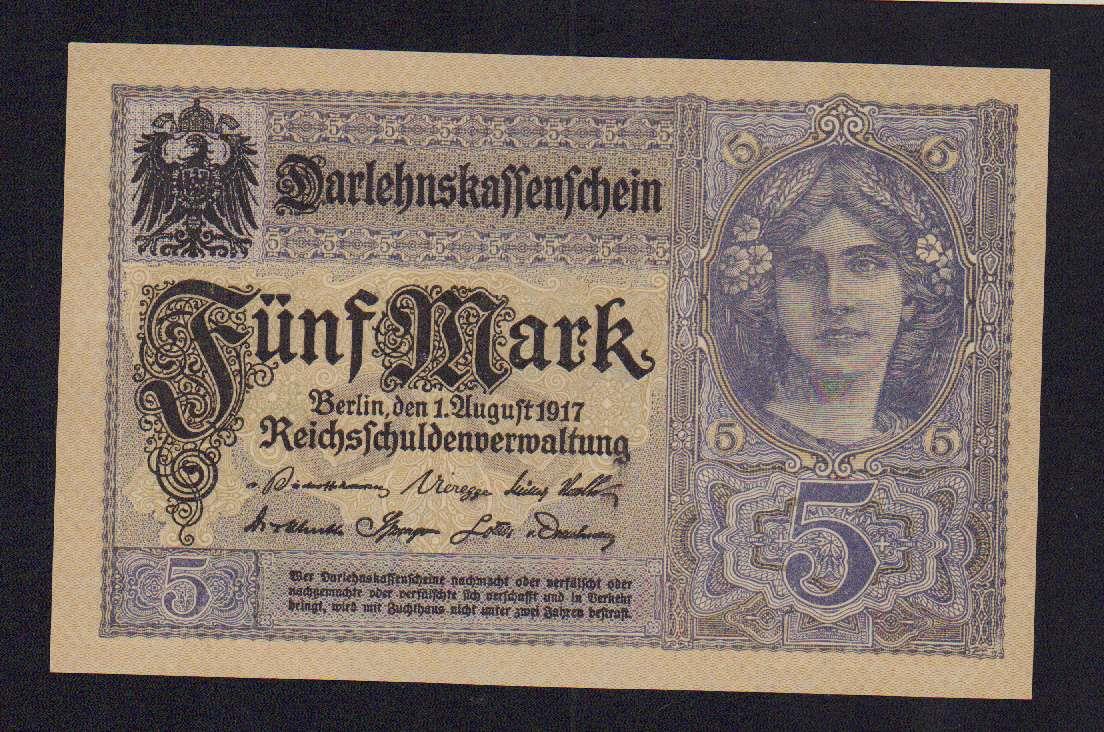 Darlehnskassenschein
5 5
Fünf Mark
Berlin, den 1. August 1917
Reichsschuldenverwaltung
5 5
5
5
Wer Darlehnskassenscheine nachmacht oder verfälscht oder
nachgemachte oder verfälschte sich verschafft und in Verkehr
bringt, wird mit Zuchthaus nicht unter zwei Jahren bestraft.